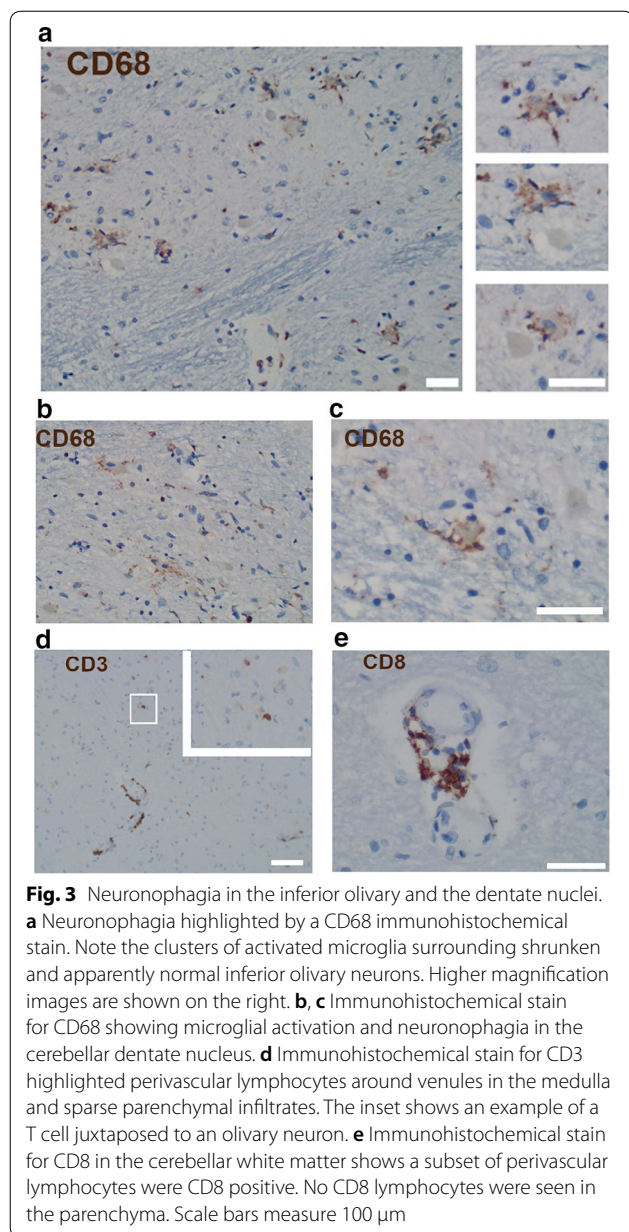 a
CD68
b
CD68
c
CD68
d
CD3
e
CD8
Fig. 3 Neuronophagia in the inferior olivary and the dentate nuclei.
a Neuronophagia highlighted by a CD68 immunohistochemical
stain. Note the clusters of activated microglia surrounding shrunken
and apparently normal inferior olivary neurons. Higher magnification
images are shown on the right. b, c Immunohistochemical stain
for CD68 showing microglial activation and neuronophagia in the
cerebellar dentate nucleus. d Immunohistochemical stain for CD3
highlighted perivascular lymphocytes around venules in the medulla
and sparse parenchymal infiltrates. The inset shows an example of a
T cell juxtaposed to an olivary neuron. e Immunohistochemical stain
for CD8 in the cerebellar white matter shows a subset of perivascular
lymphocytes were CD8 positive. No CD8 lymphocytes were seen in
the parenchyma. Scale bars measure 100 μm